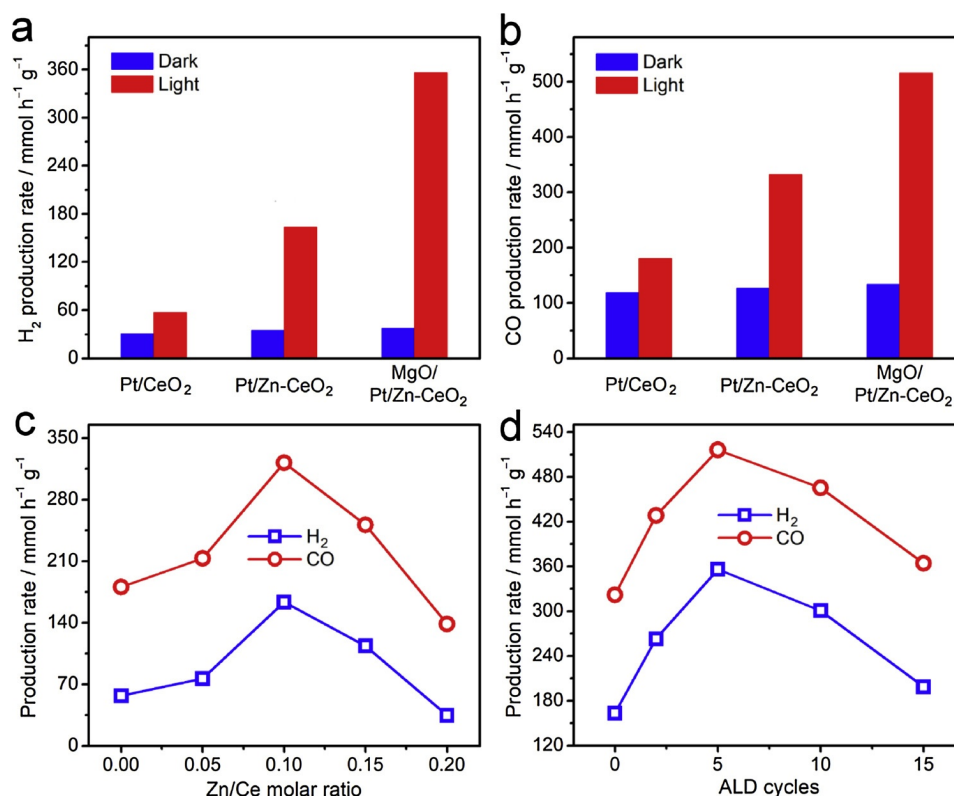 a
H₂ production rate / mmol h⁻¹ g⁻¹
360
300
240
180
120
60
0
Dark
Light
Pt/CeO₂
Pt/Zn-CeO₂
MgO/
Pt/Zn-CeO₂
b
CO production rate / mmol h⁻¹ g⁻¹
500
400
300
200
100
0
Dark
Light
Pt/CeO₂
Pt/Zn-CeO₂
MgO/
Pt/Zn-CeO₂
c
Production rate / mmol h⁻¹ g⁻¹
350
280
210
140
70
0
H₂
CO
0.00
0.05
0.10
0.15
0.20
Zn/Ce molar ratio
d
Production rate / mmol h⁻¹ g⁻¹
540
480
420
360
300
240
180
120
H₂
CO
0
5
10
15
ALD cycles